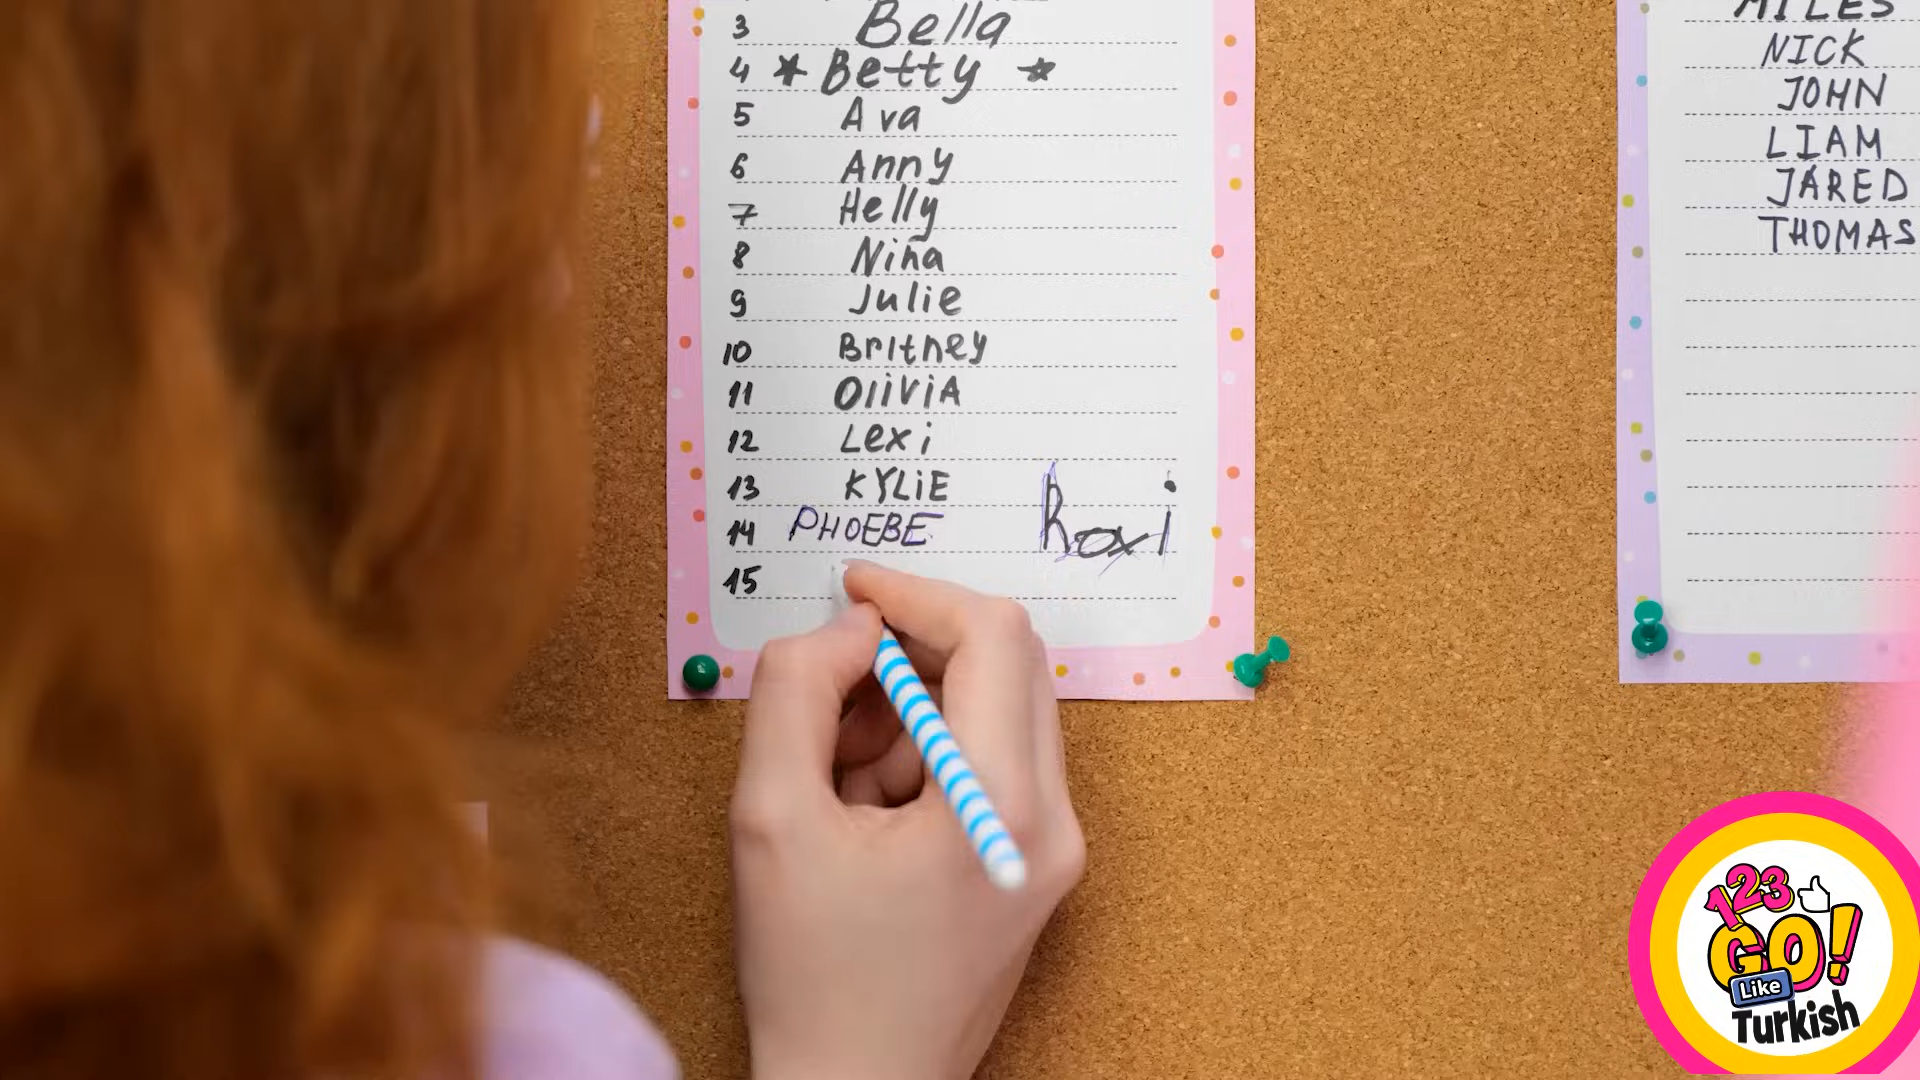 3 Bella
4 * Betty *
5 Ava
6 Anny
7 Helly
8 Nina
9 Julie
10 Britney
11 OliviA
12 Lexi
13 KYLiE
14 PHOEBE Roxi
15
MILES
NICK
JOHN
LIAM
JARED
THOMAS
123
GO!
Like
Turkish